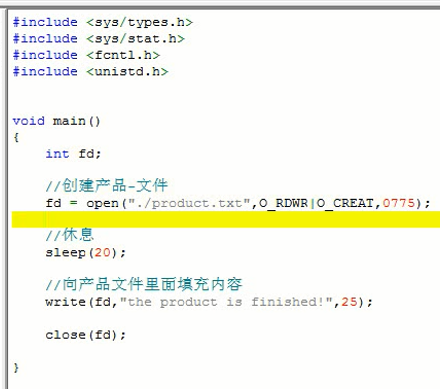 #include <sys/types.h>
#include <sys/stat.h>
#include <fcntl.h>
#include <unistd.h>
void main()
{
int fd;
//创建产品-文件
fd = open("./product.txt",O_RDWR|O_CREAT,0775);
//休息
sleep(20);
//向产品文件里面填充内容
write(fd,"the product is finished!",25);
close(fd);
}